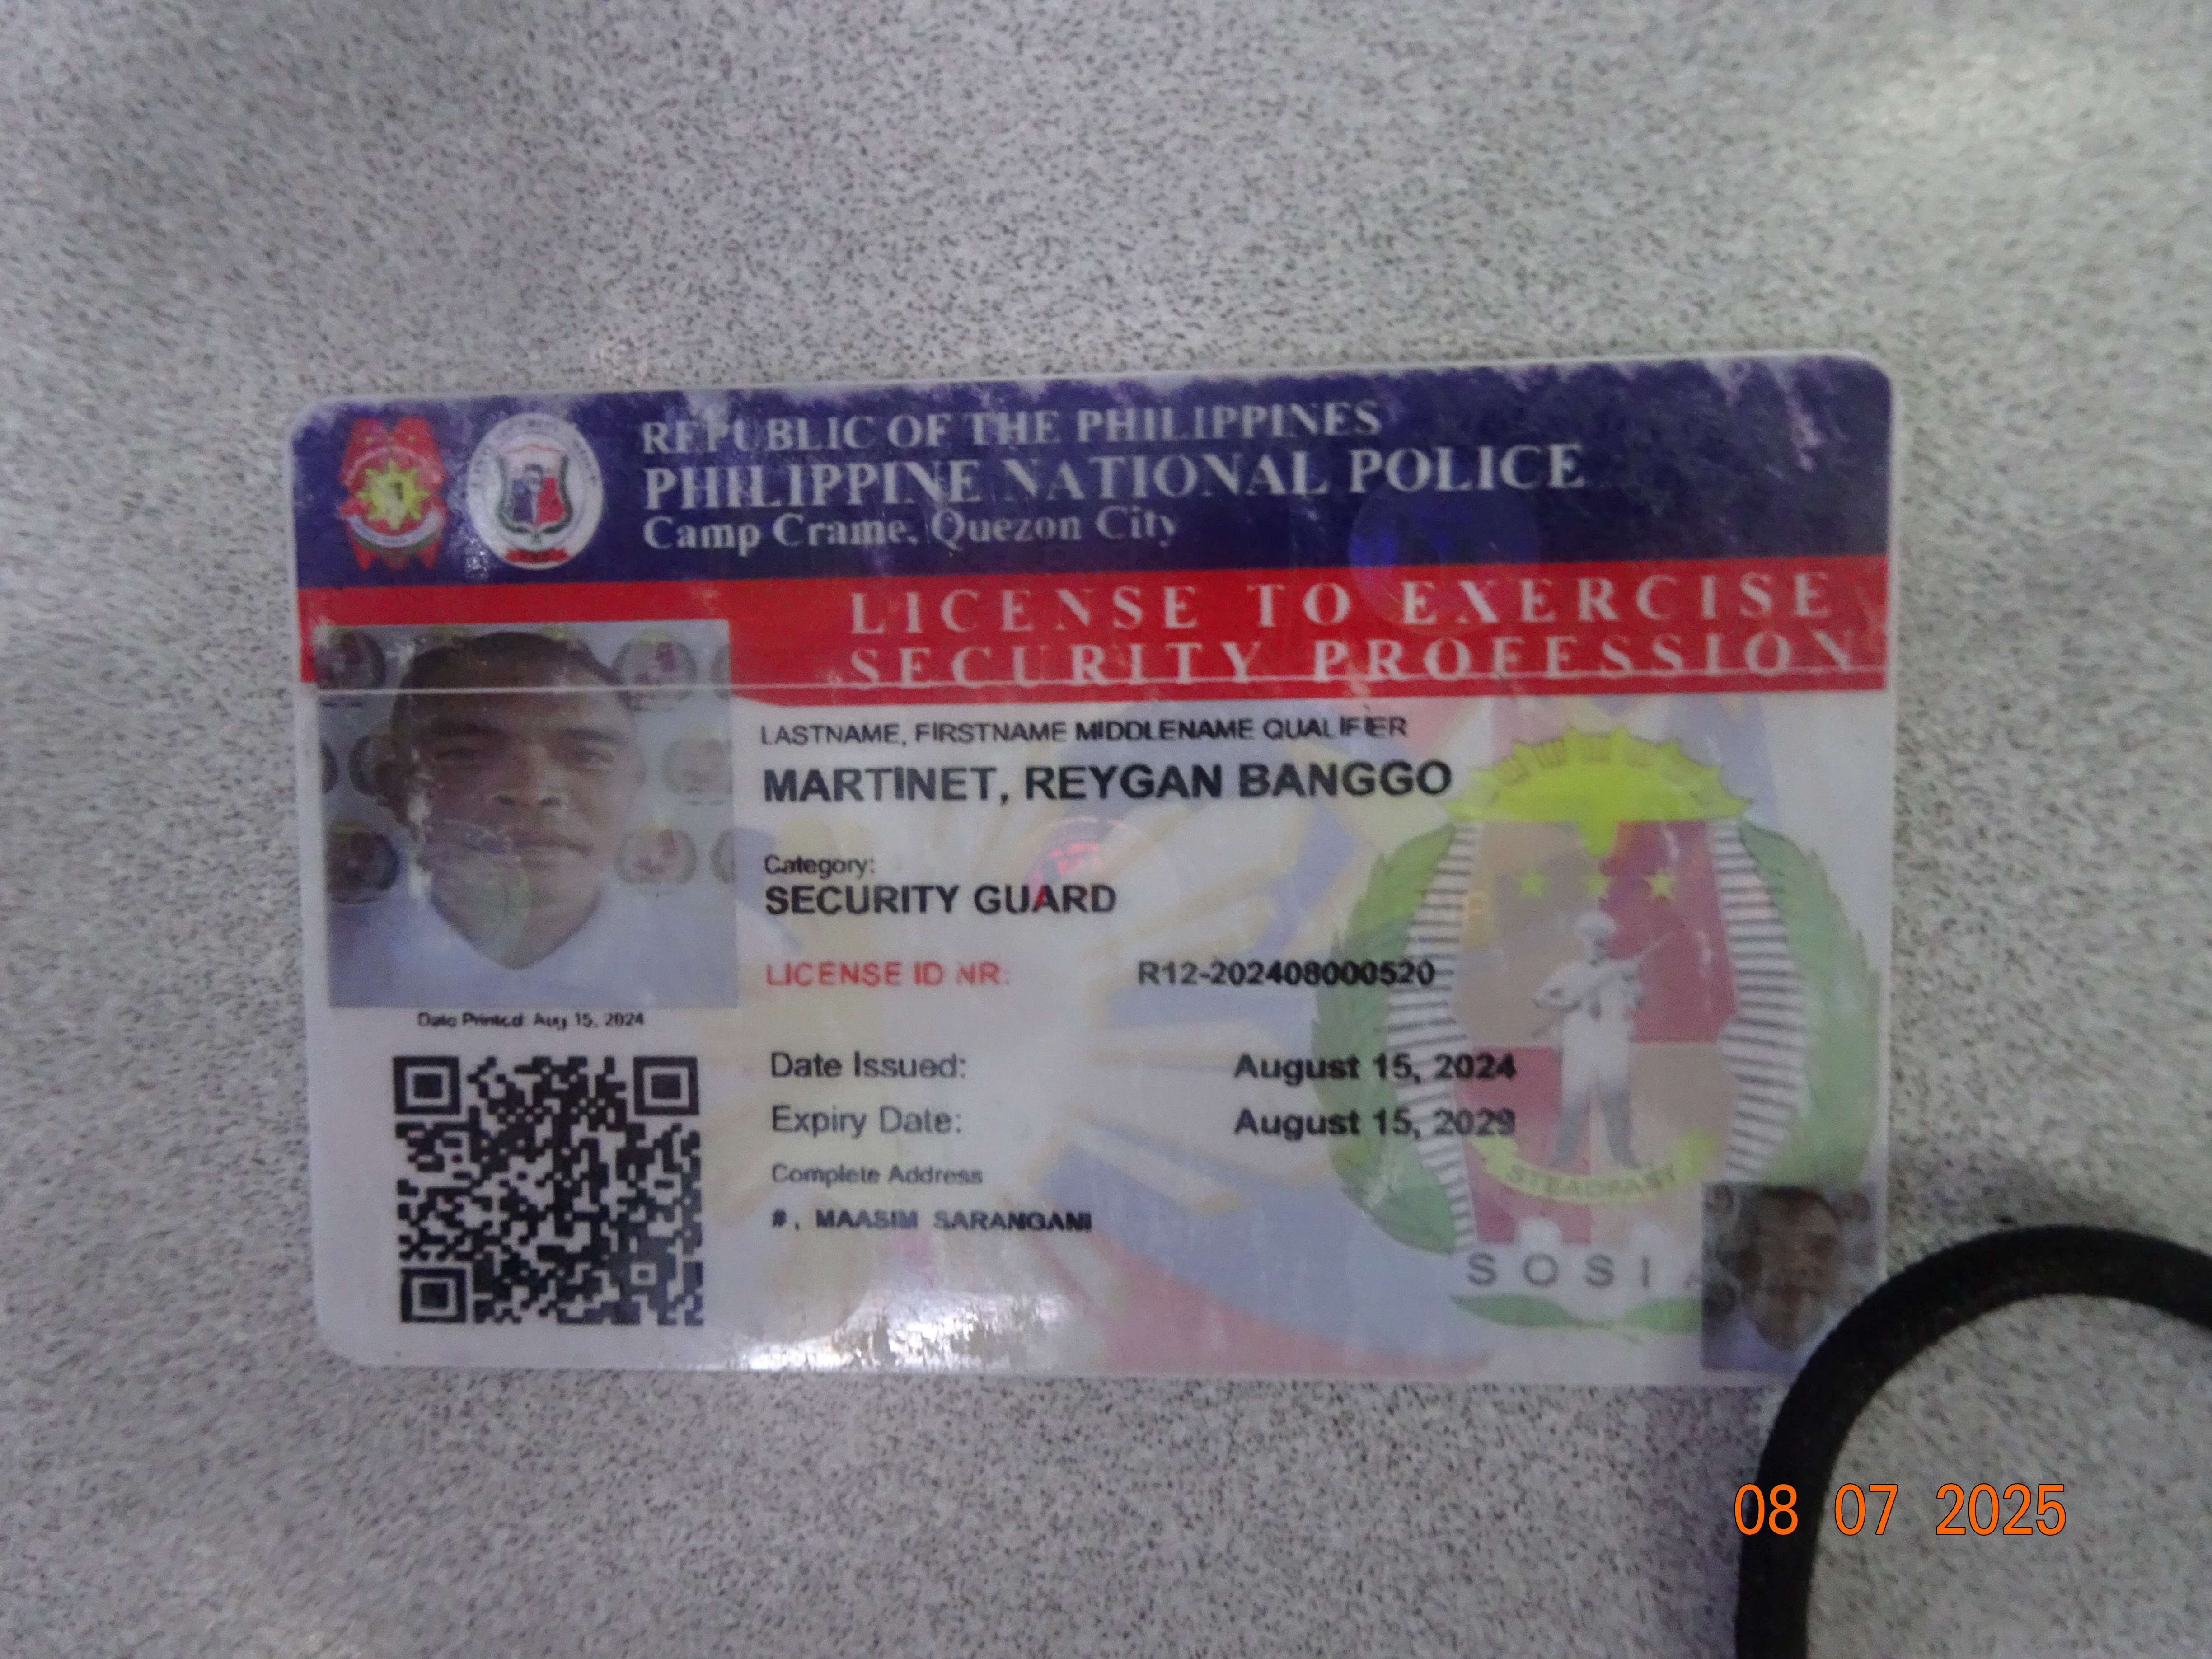 REPUBLIC OF THE PHILIPPINES
PHILIPPINE NATIONAL POLICE
Camp Crame, Quezon City
LICENSE TO EXERCISE
SECURITY PROFESSION
LASTNAME, FIRSTNAME MIDDLENAME QUALIFIER
MARTINET, REYGAN BANGGO
Category:
SECURITY GUARD
LICENSE ID NR: R12-202408000520
Date Printed: Aug 15, 2024
Date Issued: August 15, 2024
Expiry Date: August 15, 2029
Complete Address
#, MAASIM SARANGANI
STEADFAST
SOSIA
08 07 2025